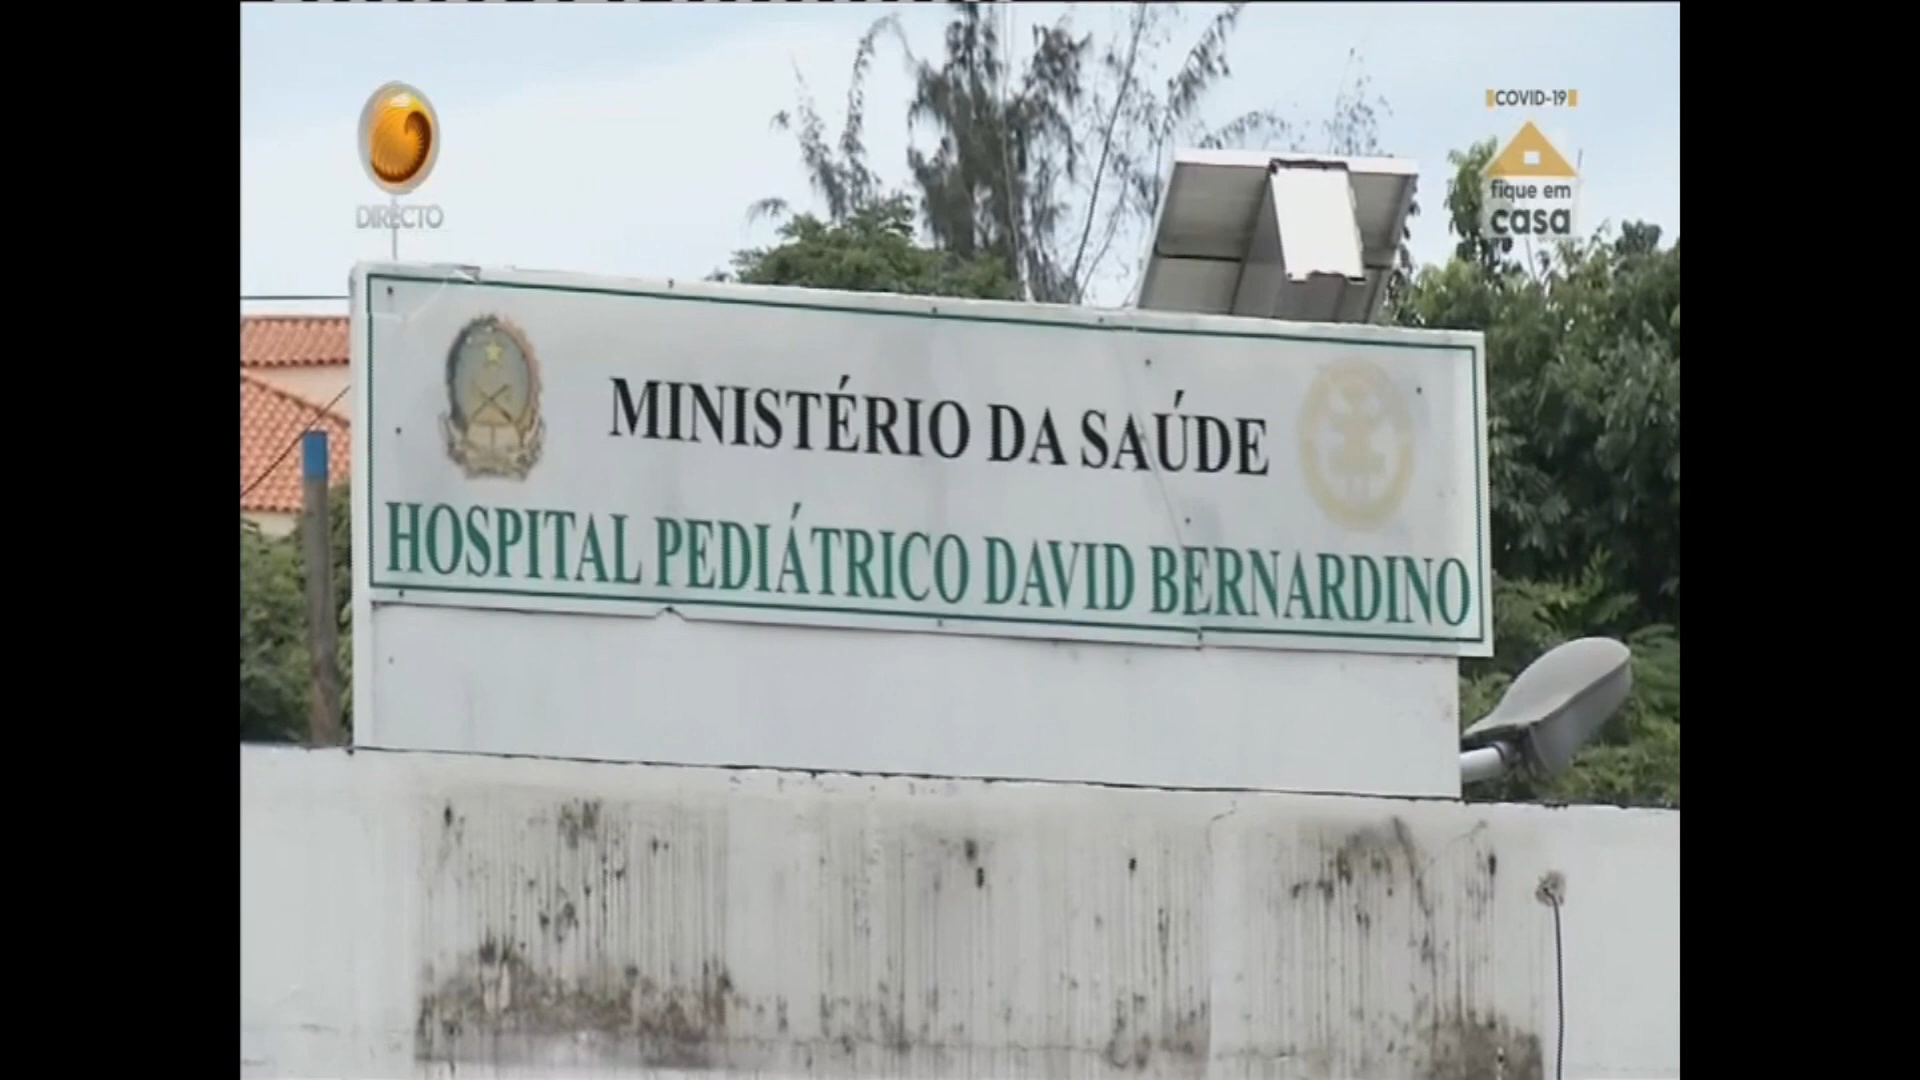 COVID-19
fique em
casa
DIRECTO
MINISTÉRIO DA SAÚDE
HOSPITAL PEDIÁTRICO DAVID BERNARDINO